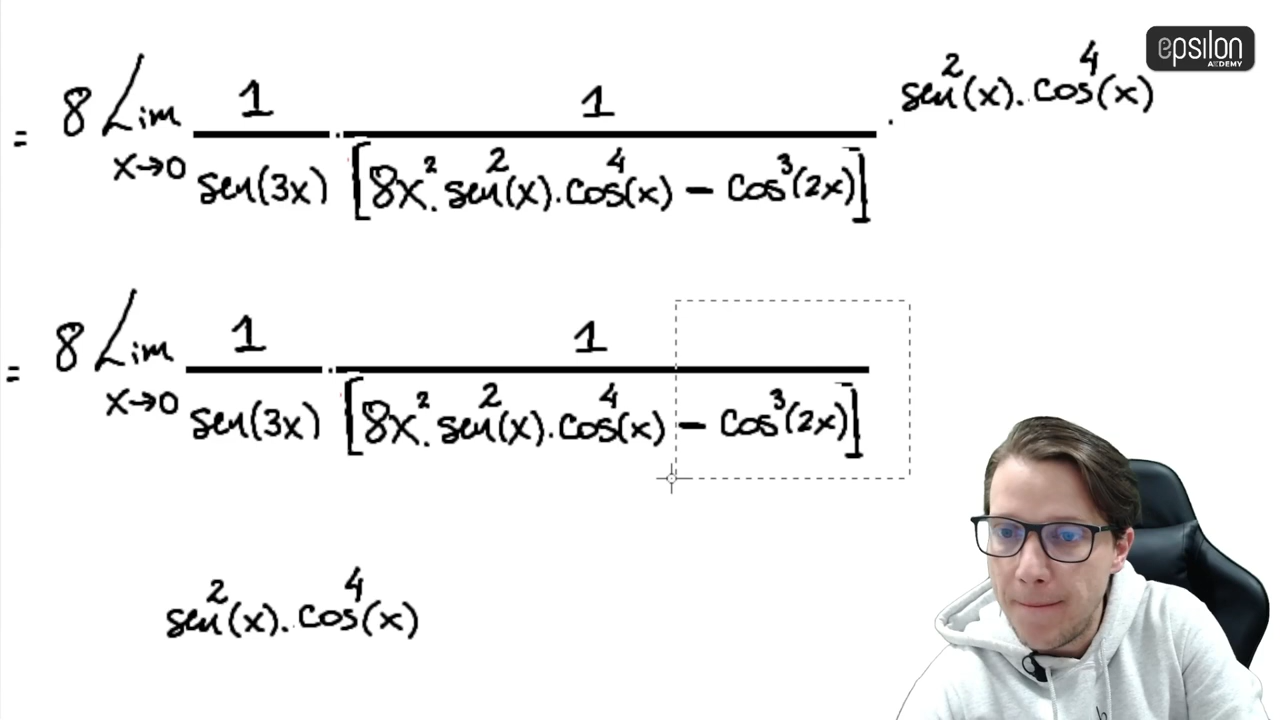 epsilon
AKDEMY
= 8 Lim x→0 1/sen(3x) · 1/[8x².sen²(x).cos⁴(x) − cos³(2x)] · sen²(x).cos⁴(x)
= 8 Lim x→0 1/sen(3x) · 1/[8x².sen²(x).cos⁴(x) − cos³(2x)]
sen²(x).cos⁴(x)